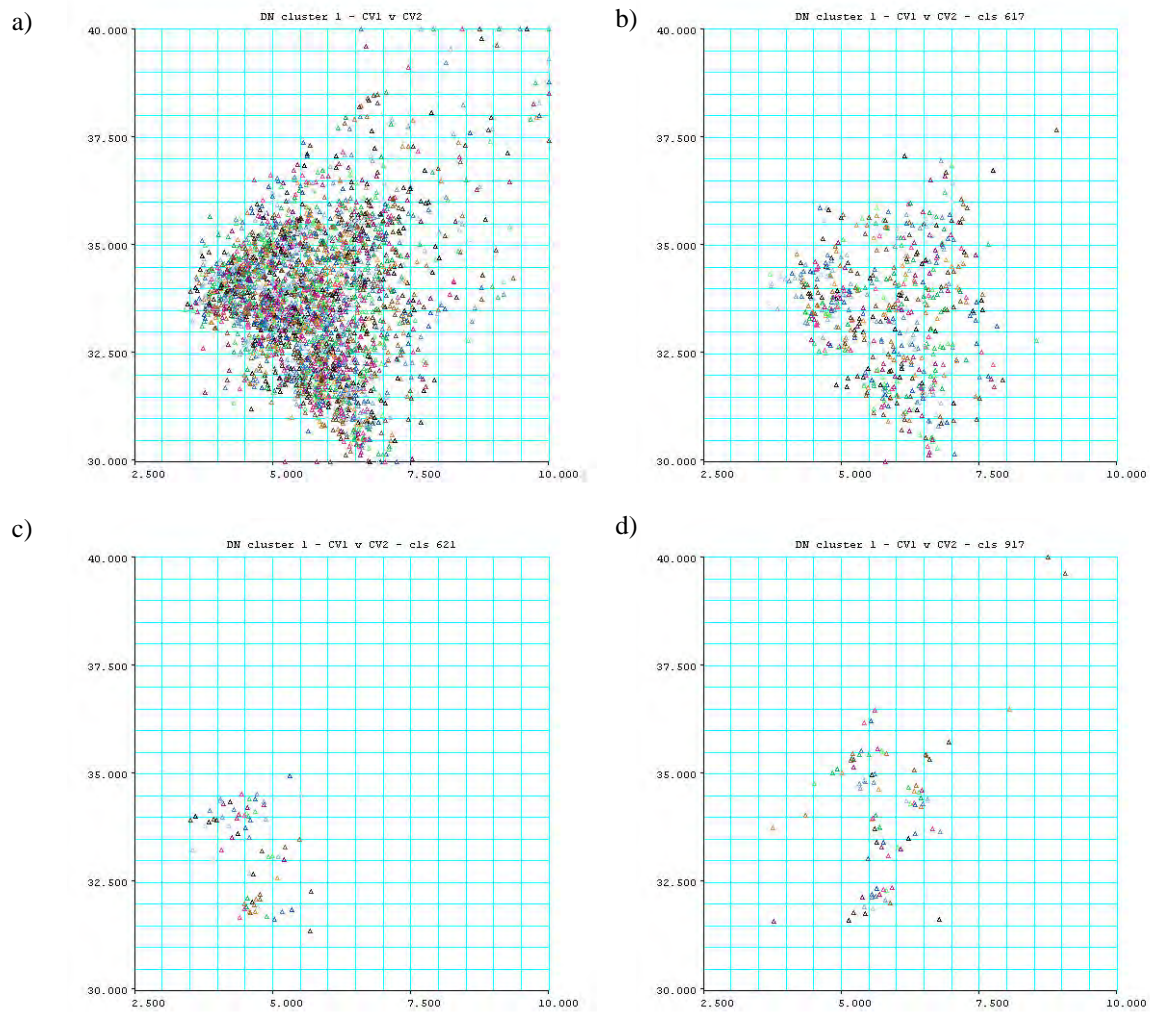 a)
DN cluster 1 - CV1 v CV2
40.000
37.500
35.000
32.500
30.000
2.500 5.000 7.500 10.000
b)
DN cluster 1 - CV1 v CV2 - cls 617
40.000
37.500
35.000
32.500
30.000
2.500 5.000 7.500 10.000
c)
DN cluster 1 - CV1 v CV2 - cls 621
40.000
37.500
35.000
32.500
30.000
2.500 5.000 7.500 10.000
d)
DN cluster 1 - CV1 v CV2 - cls 917
40.000
37.500
35.000
32.500
30.000
2.500 5.000 7.500 10.000